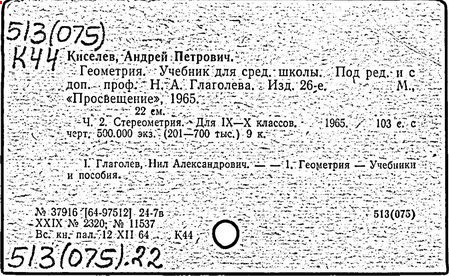 513(075)
К44 Киселев, Андрей Петрович.
Геометрия. Учебник для сред. школы. Под ред. и с
доп. проф. Н. А. Глаголева. Изд. 26-е. М.,
«Просвещение», 1965.
22 см.
Ч. 2. Стереометрия. Для IX—X классов. 1965. 103 с. с
черт. 500.000 экз. (201—700 тыс.) 9 к.
1. Глаголев, Нил Александрович. — — 1. Геометрия — Учебники
и пособия.
№ 37916 [64-97512] 24-7в
XXIX № 2320; № 11537 513(075)
Вс. кн. пал. 12 XII 64 К44
513(075).22